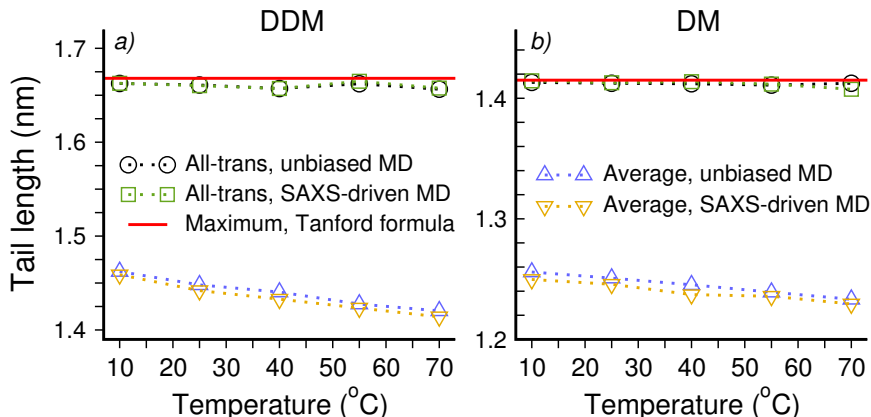 DDM
DM
a)
b)
1.7
1.6
1.5
1.4
1.4
1.3
1.2
Tail length (nm)
All-trans, unbiased MD
All-trans, SAXS-driven MD
Maximum, Tanford formula
Average, unbiased MD
Average, SAXS-driven MD
10 20 30 40 50 60 70
10 20 30 40 50 60 70
Temperature (°C)
Temperature (°C)